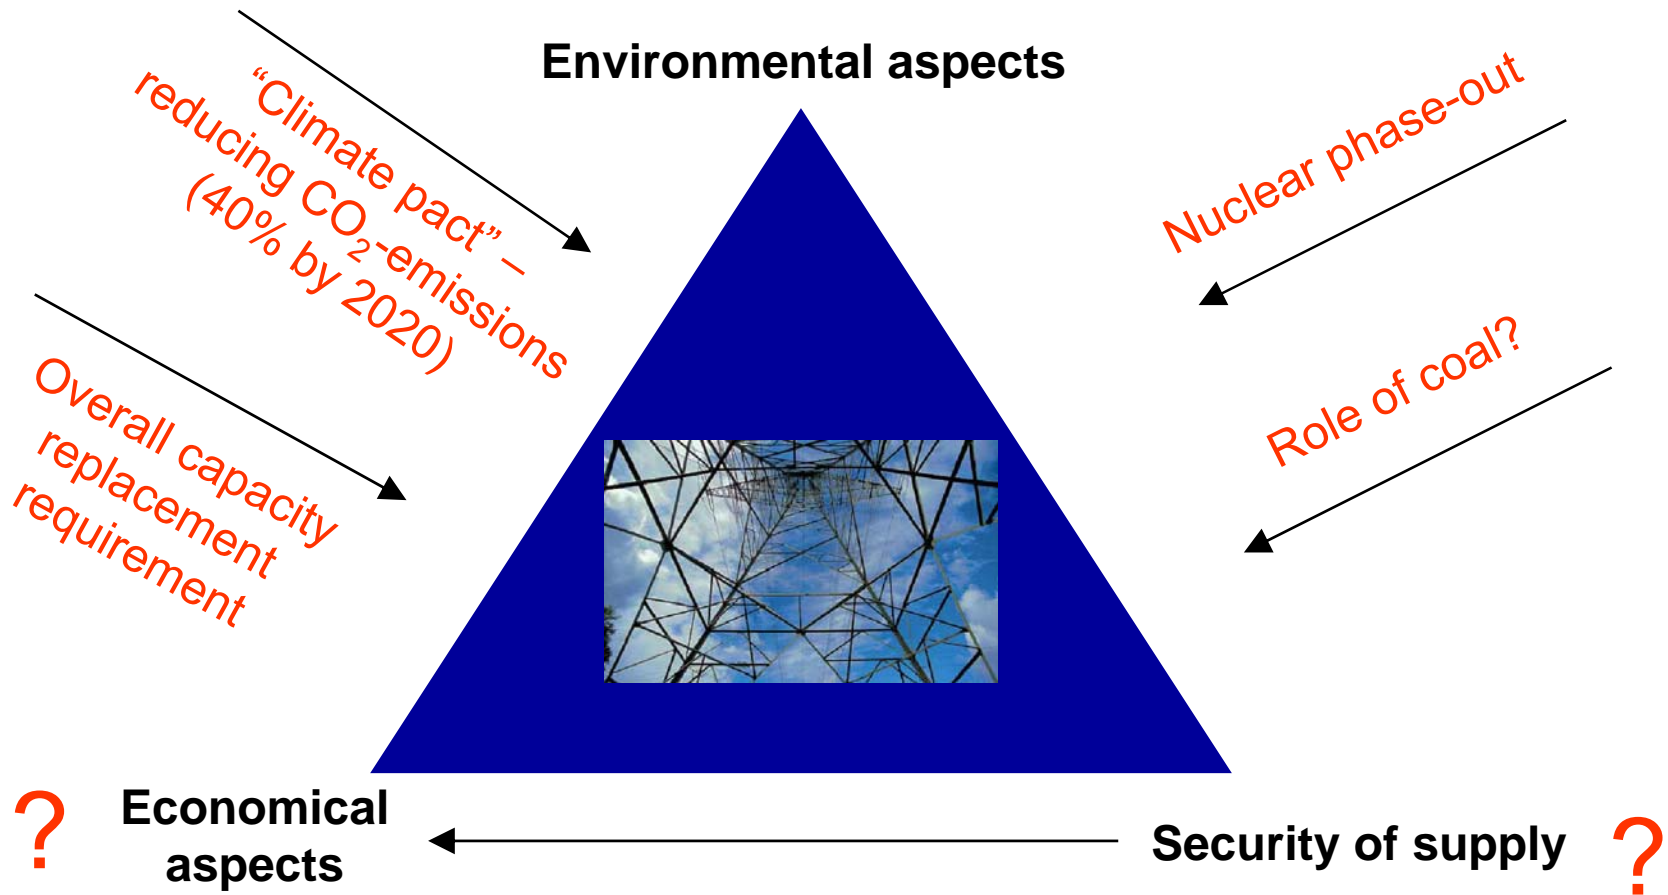 Environmental aspects
“Climate pact” –
reducing CO₂-emissions
(40% by 2020)
Nuclear phase-out
Overall capacity
replacement
requirement
Role of coal?
?
Economical
aspects
Security of supply
?